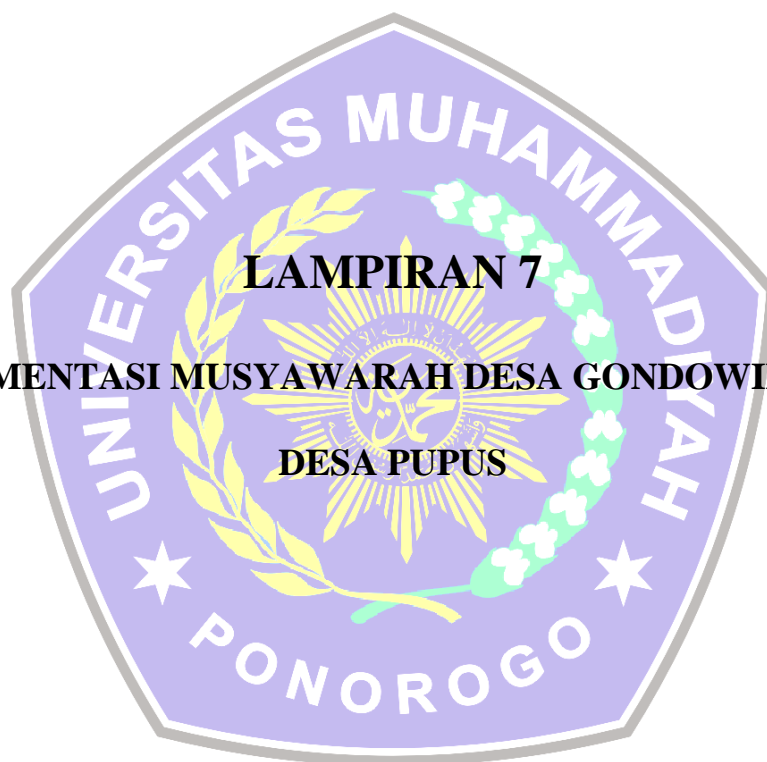 UNIVERSITAS MUHAMMADIYAH
LAMPIRAN 7
MENTASI MUSYAWARAH DESA GONDOWI
DESA PUPUS
PONOROGO